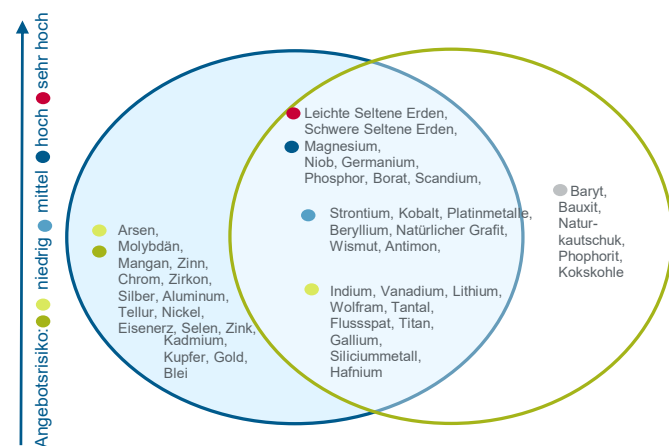 Angebotsrisiko: niedrig mittel hoch sehr hoch
Leichte Seltene Erden,
Schwere Seltene Erden,
Magnesium,
Niob, Germanium,
Phosphor, Borat, Scandium,
Strontium, Kobalt, Platinmetalle,
Beryllium, Natürlicher Grafit,
Wismut, Antimon,
Indium, Vanadium, Lithium,
Wolfram, Tantal,
Flussspat, Titan,
Gallium,
Siliciummetall,
Hafnium
Arsen,
Molybdän,
Mangan, Zinn,
Chrom, Zirkon,
Silber, Aluminum,
Tellur, Nickel,
Eisenerz, Selen, Zink,
Kadmium,
Kupfer, Gold,
Blei
Baryt,
Bauxit,
Natur-
kautschuk,
Phophorit,
Kokskohle